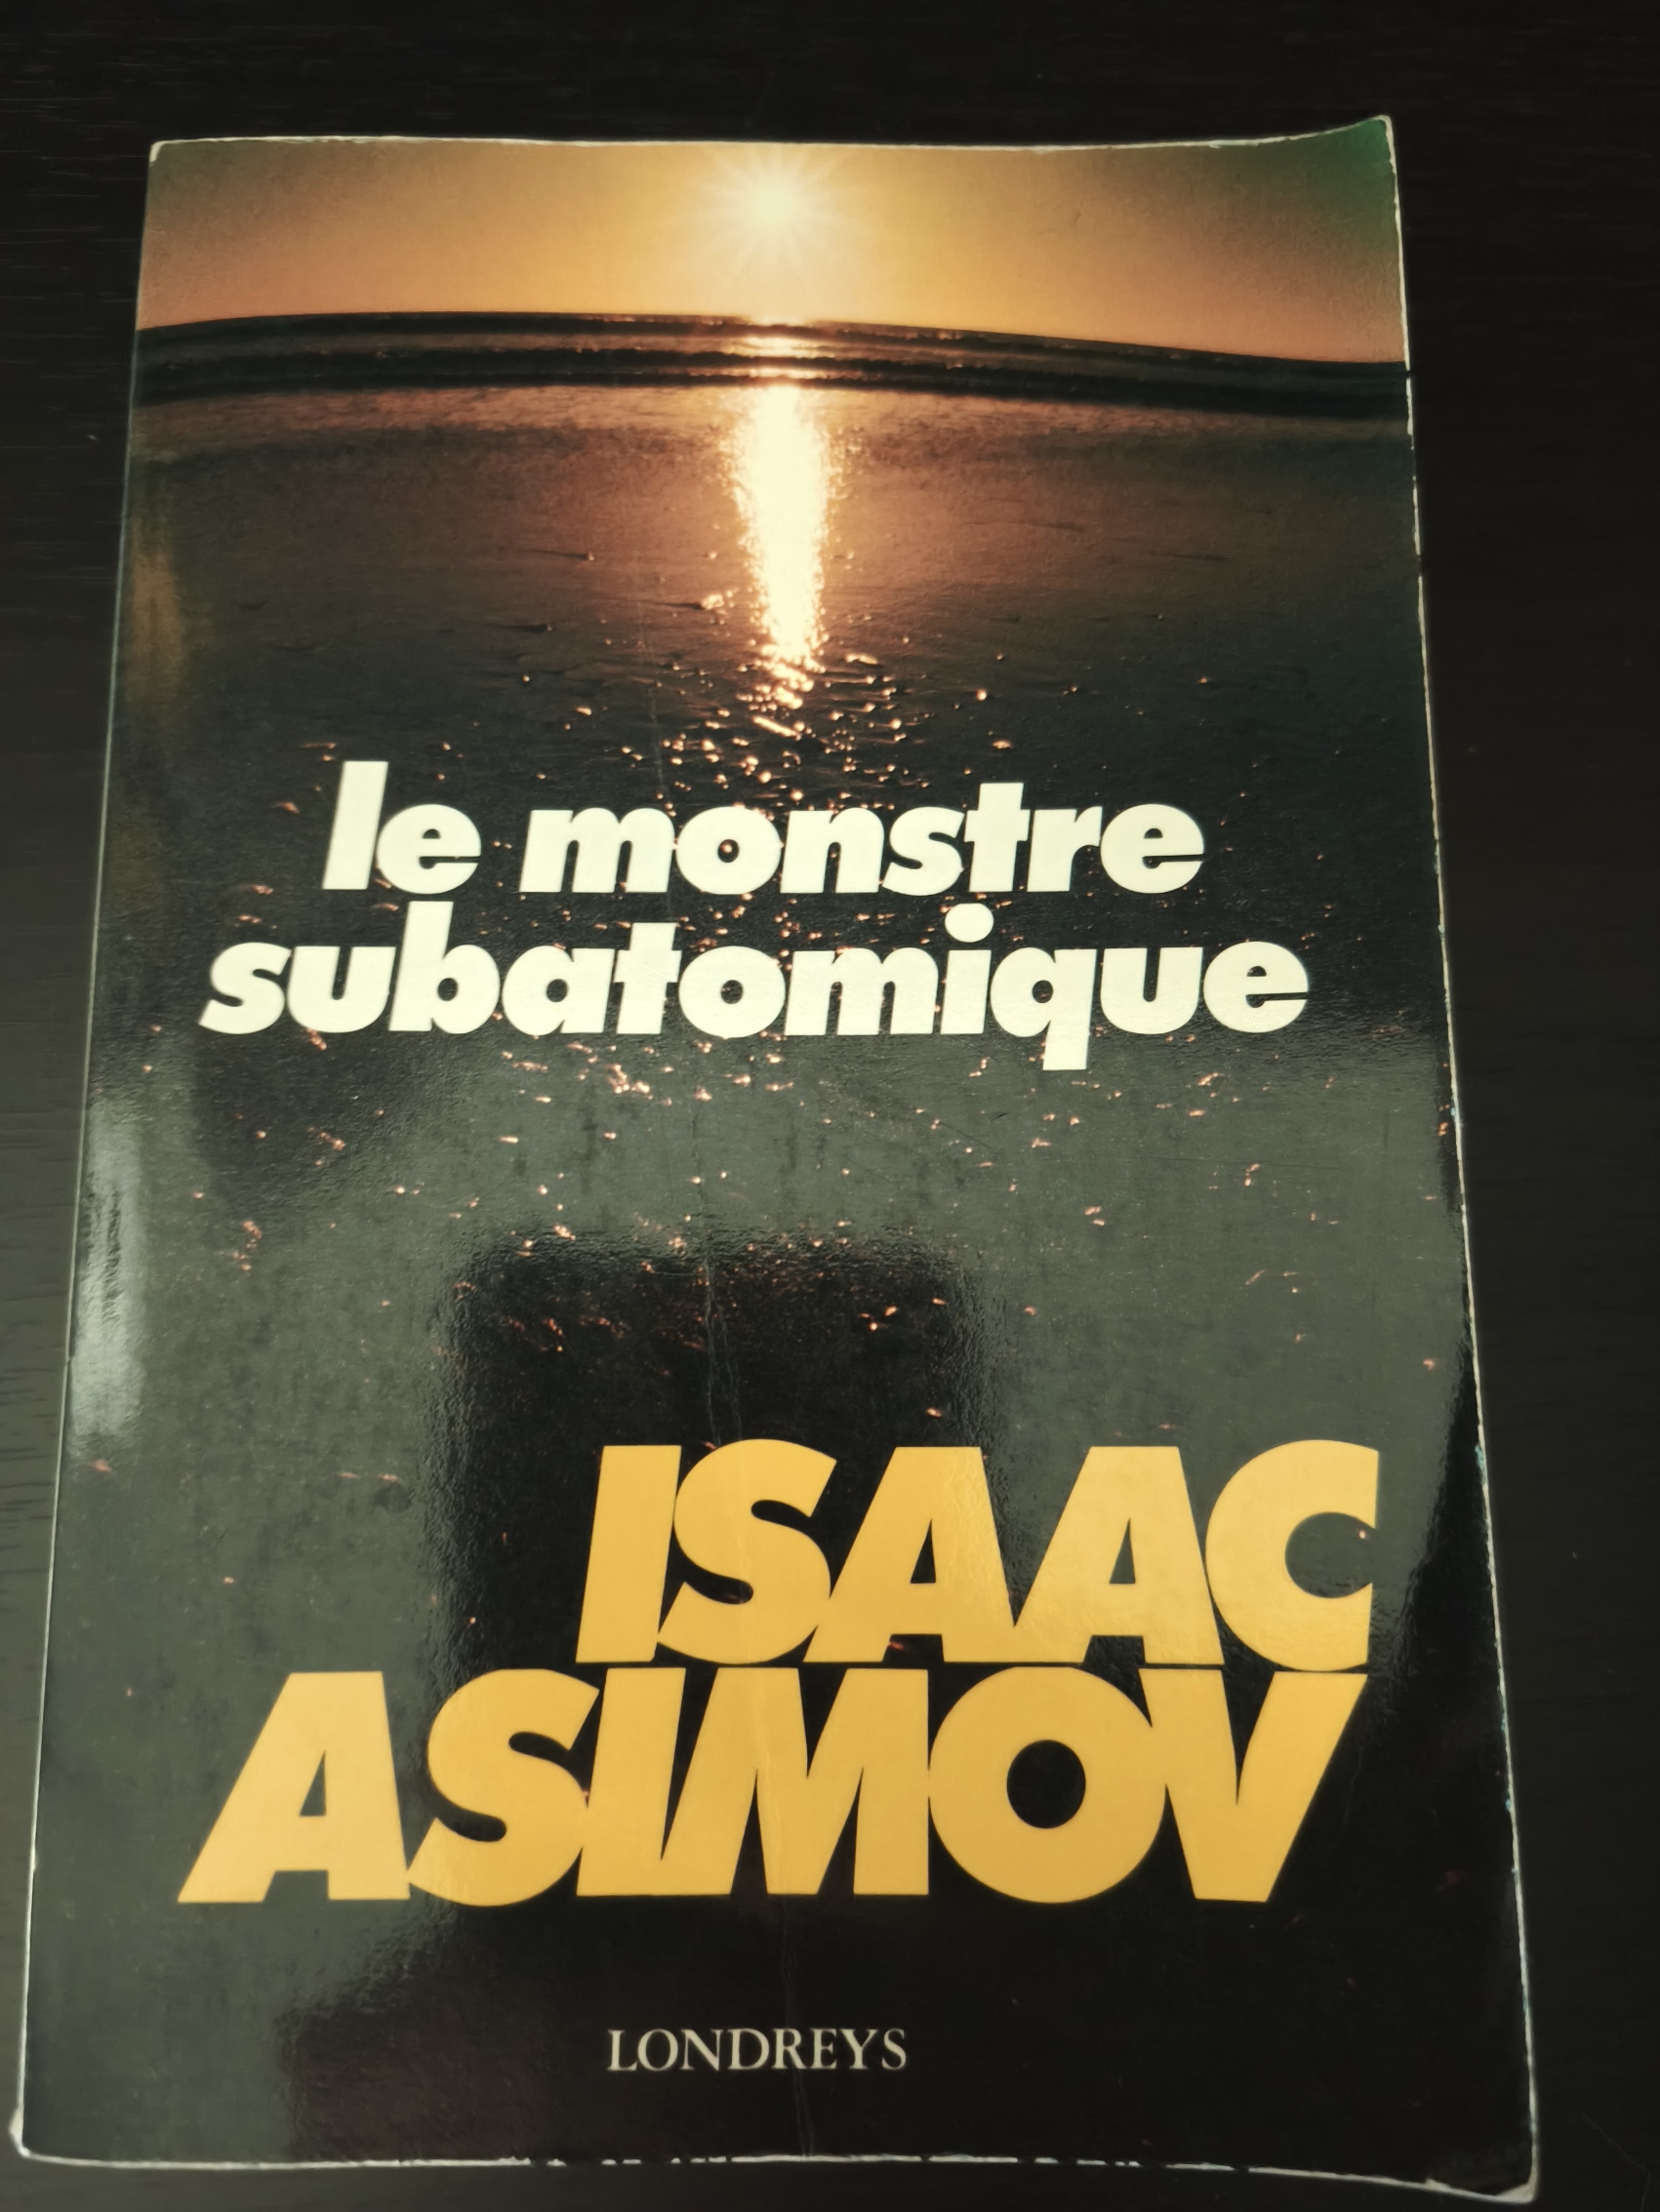 le monstre
subatomique
ISAAC
ASIMOV
LONDREYS